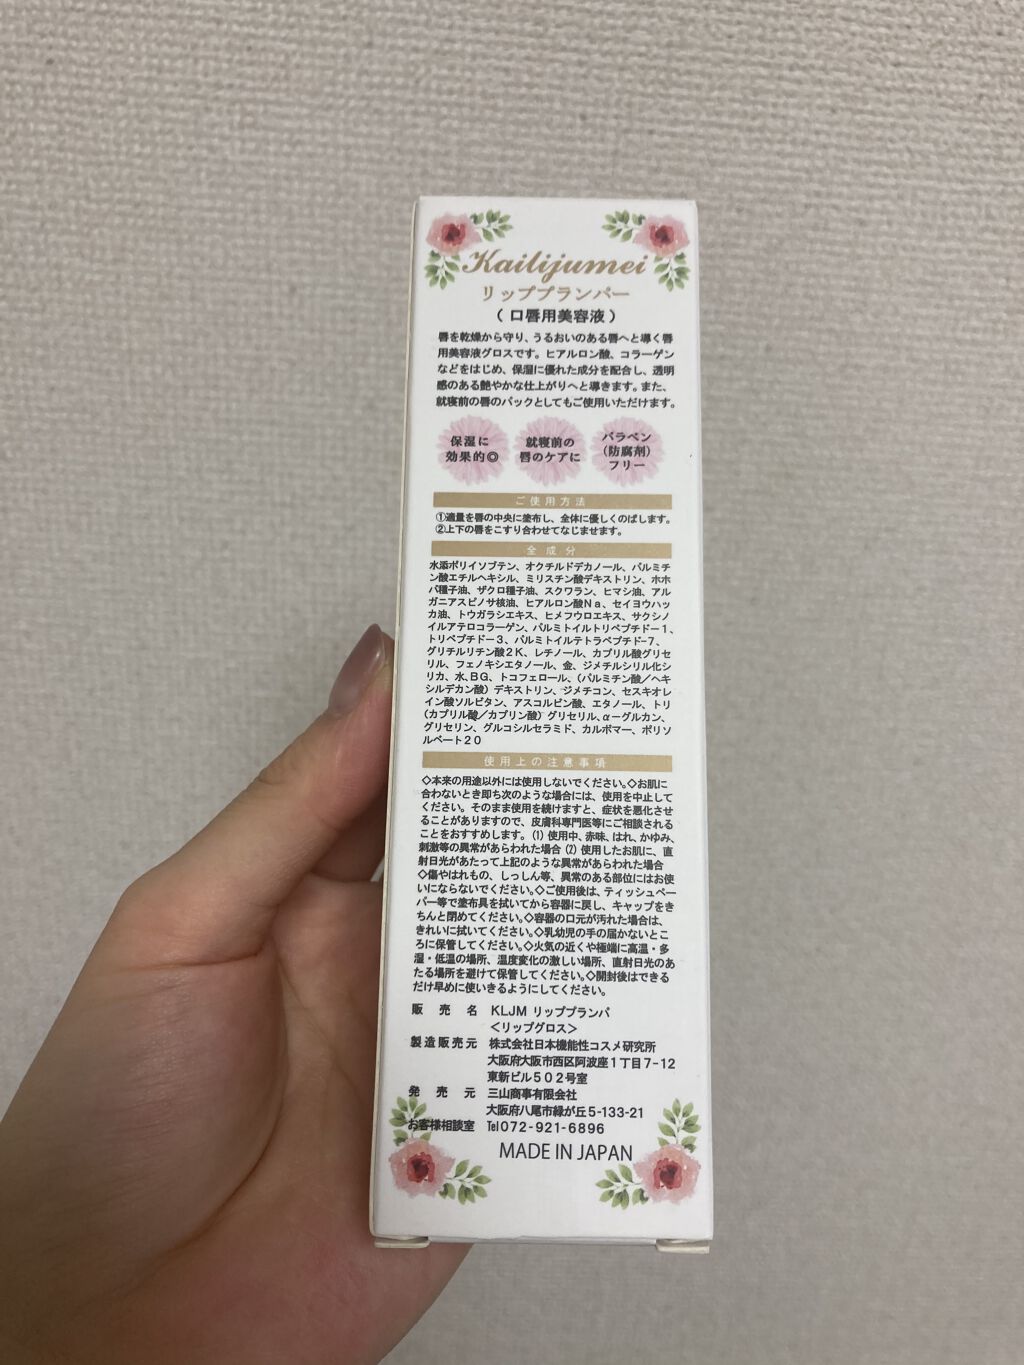 Kailijumei
リッププランパー
（口唇用美容液）
唇を乾燥から守り、うるおいのある唇へと導く唇
用美容液グロスです。ヒアルロン酸、コラーゲン
などをはじめ、保湿に優れた成分を配合し、透明
感のある艶やかな仕上がりへと導きます。また、
就寝前の唇のパックとしてもご使用いただけます。
保湿に
効果的◎
就寝前の
唇のケアに
パラベン
(防腐剤)
フリー
ご使用方法
①適量を唇の中央に塗布し、全体に優しくのばします。
②上下の唇をこすり合わせてなじませます。
全成分
水添ポリイソブテン、オクチルドデカノール、パルミチ
ン酸エチルヘキシル、ミリスチン酸デキストリン、ホホ
バ種子油、ザクロ種子油、スクワラン、ヒマシ油、アル
ガニアスピノサ核油、ヒアルロン酸Na、セイヨウハッ
カ油、トウガラシエキス、ヒメフウロエキス、サクシノ
イルアテロコラーゲン、パルミトイルトリペプチドー１、
トリペプチドー３、パルミトイルテトラペプチド-7、
グリチルリチン酸２K、レチノール、カプリル酸グリセ
リル、フェノキシエタノール、金、ジメチルシリル化シ
リカ、水、BG、トコフェロール、（パルミチン酸／ヘキ
シルデカン酸）デキストリン、ジメチコン、セスキオレ
イン酸ソルビタン、アスコルビン酸、エタノール、トリ
(カプリル酸／カプリン酸）グリセリル、α－グルカン、
グリセリン、グルコシルセラミド、カルボマー、ポリソ
ルベート２０
使用上の注意事項
◇本来の用途以外には使用しないでください。◇お肌に
合わないとき即ち次のような場合には、使用を中止して
ください。そのまま使用を続けますと、症状を悪化させ
ることがありますので、皮膚科専門医等にご相談される
ことをおすすめします。(1) 使用中、赤味、はれ、かゆみ、
刺激等の異常があらわれた場合 (2) 使用したお肌に、直
射日光があたって上記のような異常があらわれた場合
◇傷やはれもの、しっしん等、異常のある部位にはお使
いにならないでください。◇ご使用後は、ティッシュペー
パー等で塗布具を拭いてから容器に戻し、キャップをき
ちんと閉めてください。◇容器の口元が汚れた場合は、
きれいに拭いてください。◇乳幼児の手の届かないとこ
ろに保管してください。◇火気の近くや極端に高温・多
湿・低温の場所、温度変化の激しい場所、直射日光のあ
たる場所を避けて保管してください。◇開封後はできる
だけ早めに使いきるようにしてください。
販売名 KLJM リッププランパ
＜リップグロス＞
製造販売元 株式会社日本機能性コスメ研究所
大阪府大阪市西区阿波座１丁目７-12
東新ビル５０２号室
発売元 三山商事有限会社
大阪府八尾市緑が丘5-133-21
お客様相談室 Tel072-921-6896
MADE IN JAPAN